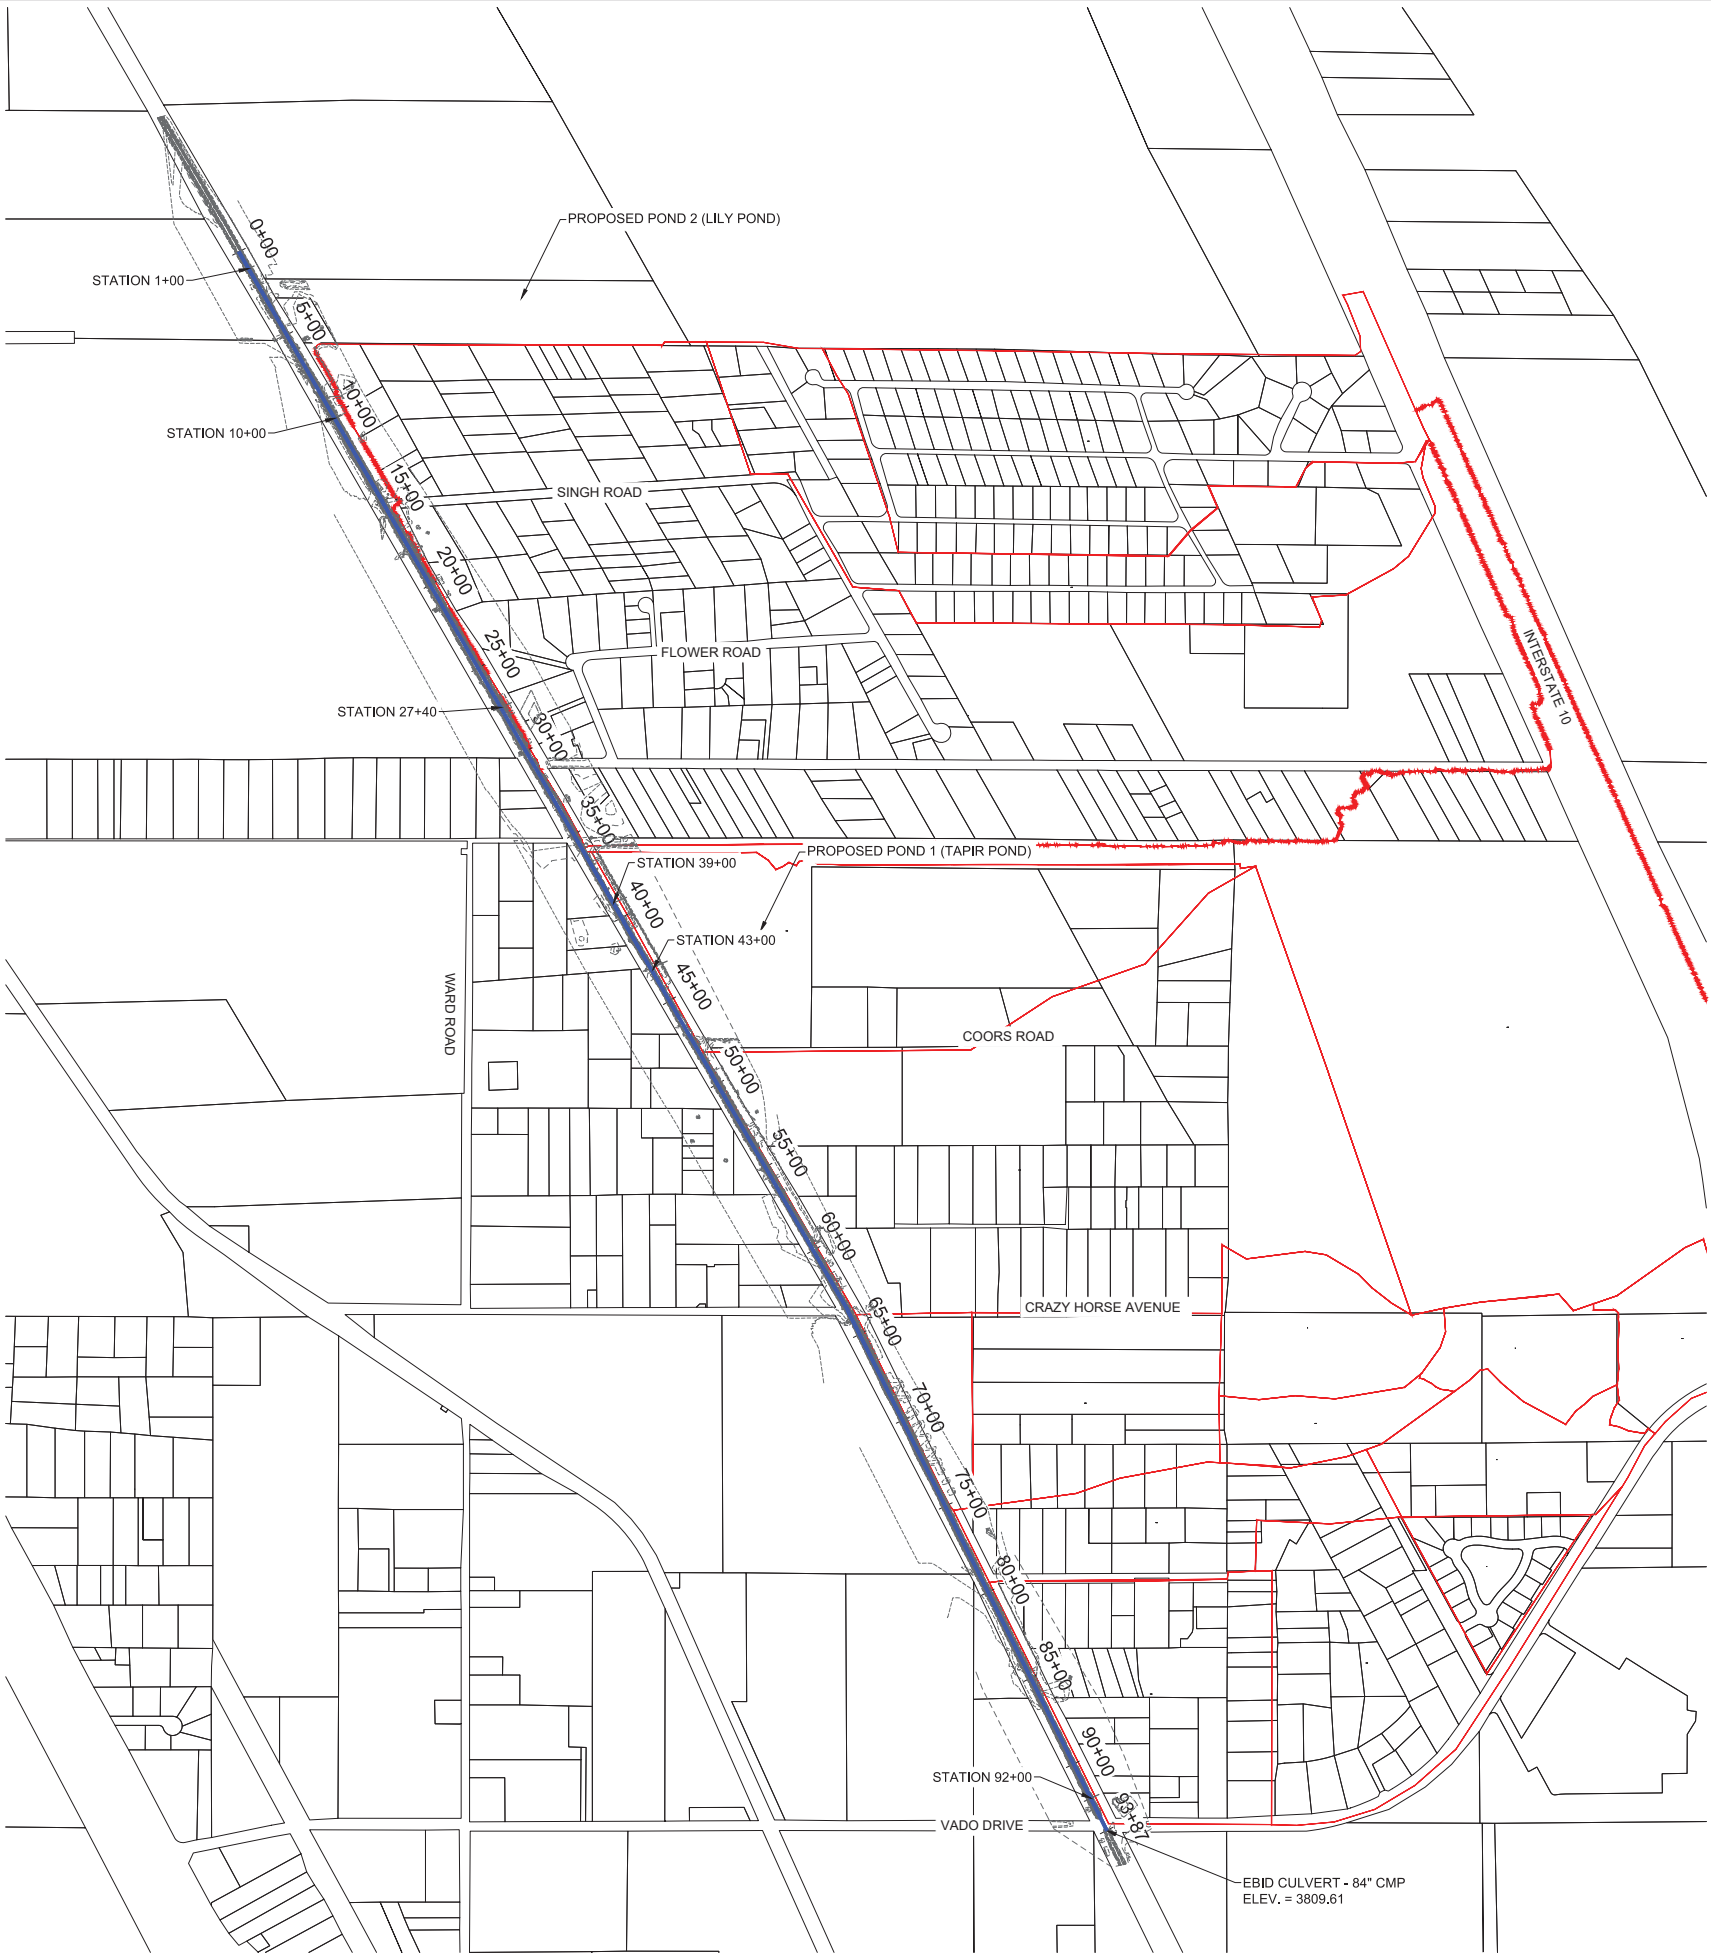 PROPOSED POND 2 (LILY POND)
0+00
STATION 1+00
5+00
10+00
STATION 10+00
15+00
SINGH ROAD
20+00
25+00
FLOWER ROAD
INTERSTATE 10
STATION 27+40
30+00
35+00
PROPOSED POND 1 (TAPIR POND)
STATION 39+00
40+00
STATION 43+00
45+00
WARD ROAD
COORS ROAD
50+00
55+00
60+00
65+00
CRAZY HORSE AVENUE
70+00
75+00
80+00
85+00
90+00
STATION 92+00
93+87
VADO DRIVE
EBID CULVERT - 84" CMP
ELEV. = 3809.61